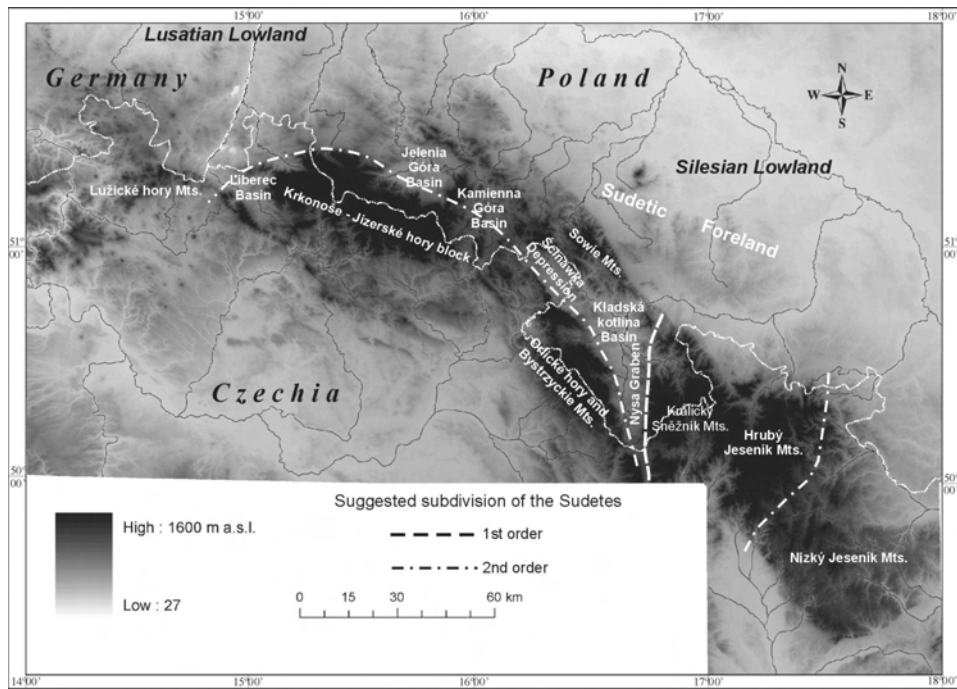 15°00' 16°00' 17°00' 18°00'
Lusatian Lowland
Germany
Poland
N
W E
S
Silesian Lowland
Jelenia
Góra
Basin
Lužické hory Mts.
Liberec
Basin
Kamienna
Góra
Basin
Krkonoše - Jizerské hory block
Sudetic
Foreland
Sowie Mts.
Ścinawka
Depression
51°
00'
51°
00'
Kladská
kotlina
Basin
Orlické hory and
Bystrzyckie Mts.
Nysa Graben
Czechia
Králický
Sněžník Mts.
Hrubý
Jeseník Mts.
50°
00'
50°
00'
Nízký Jeseník Mts.
Suggested subdivision of the Sudetes
High : 1600 m a.s.l.
1st order
2nd order
Low : 27
0 15 30 60 km
14°00' 15°00' 16°00' 17°00' 18°00'